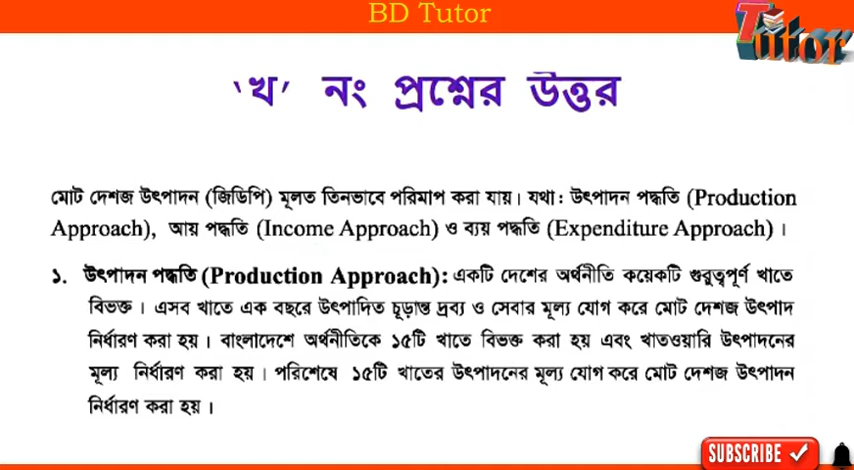 BD Tutor
Tutor
‘খ’ নং প্রশ্নের উত্তর
মোট দেশজ উৎপাদন (জিডিপি) মূলত তিনভাবে পরিমাপ করা যায়। যথা: উৎপাদন পদ্ধতি (Production
Approach), আয় পদ্ধতি (Income Approach) ও ব্যয় পদ্ধতি (Expenditure Approach) ।
১. উৎপাদন পদ্ধতি (Production Approach): একটি দেশের অর্থনীতি কয়েকটি গুরুত্বপূর্ণ খাতে
বিভক্ত । এসব খাতে এক বছরে উৎপাদিত চূড়ান্ত দ্রব্য ও সেবার মূল্য যোগ করে মোট দেশজ উৎপাদ
নির্ধারণ করা হয়। বাংলাদেশে অর্থনীতিকে ১৫টি খাতে বিভক্ত করা হয় এবং খাতওয়ারি উৎপাদনের
মূল্য নির্ধারণ করা হয়। পরিশেষে ১৫টি খাতের উৎপাদনের মূল্য যোগ করে মোট দেশজ উৎপাদন
নির্ধারণ করা হয় ।
SUBSCRIBE